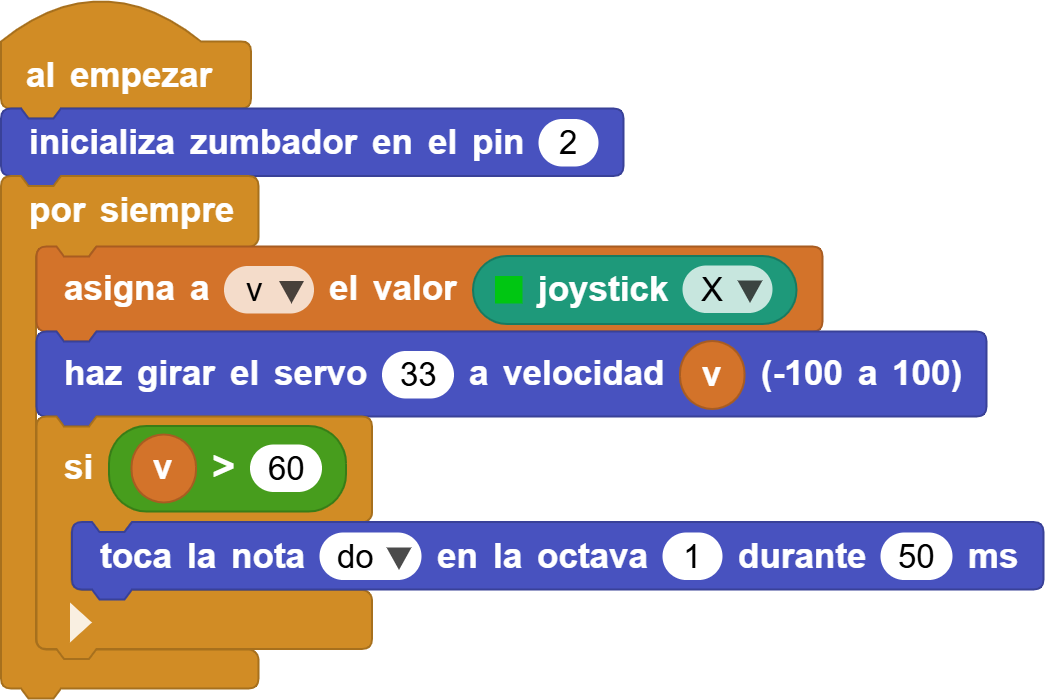 al empezar
inicializa zumbador en el pin 2
por siempre
asigna a v el valor joystick X
haz girar el servo 33 a velocidad v (-100 a 100)
si v > 60
toca la nota do en la octava 1 durante 50 ms